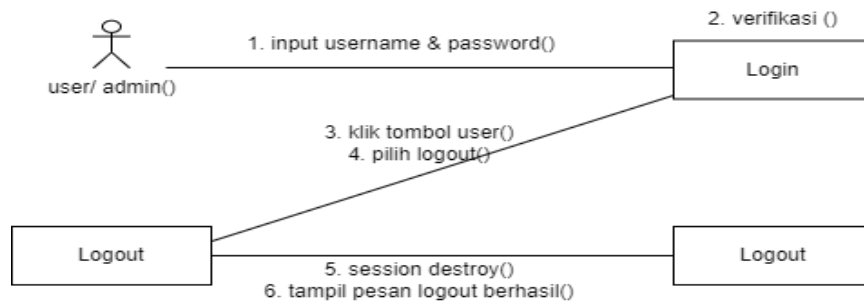 2. verifikasi ()
1. input username & password()
Login
user/ admin()
3. klik tombol user()
4. pilih logout()
Logout
Logout
5. session destroy()
6. tampil pesan logout berhasil()